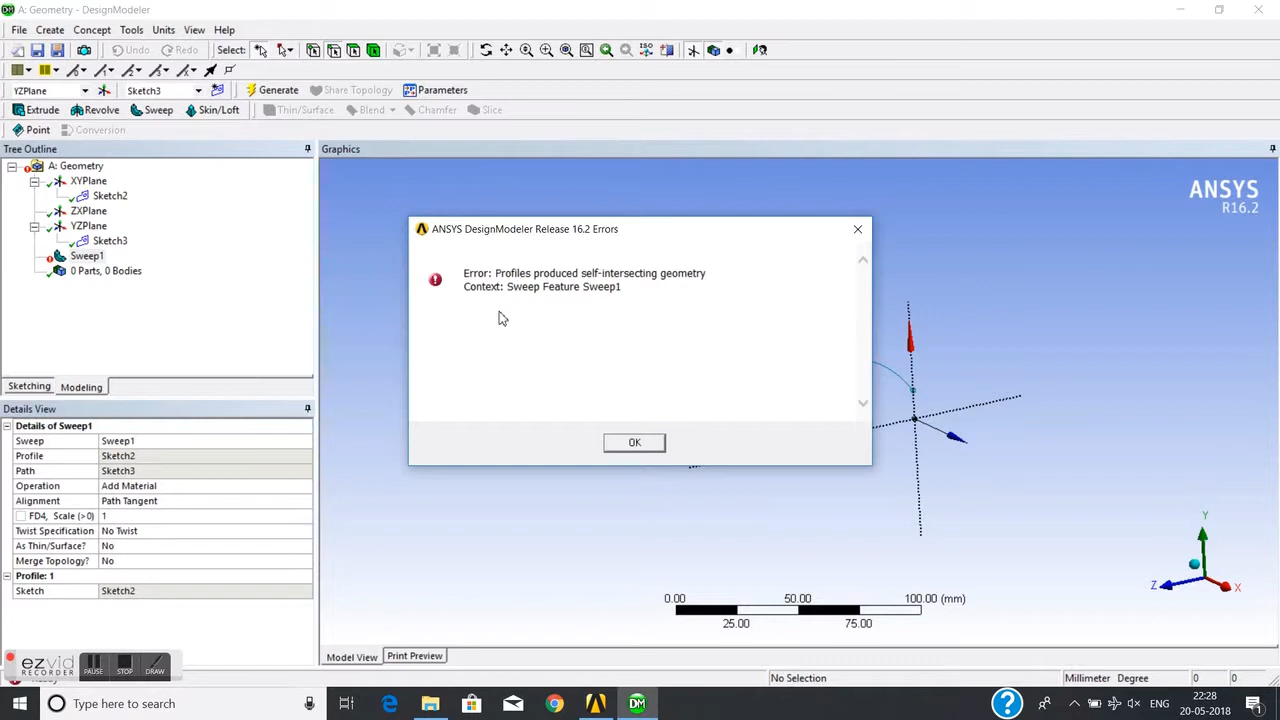 A: Geometry - DesignModeler
File Create Concept Tools Units View Help
Undo Redo Select:
YZPlane Sketch3 Generate Share Topology Parameters
Extrude Revolve Sweep Skin/Loft Thin/Surface Blend Chamfer Slice
Point Conversion
Tree Outline
Graphics
A: Geometry
XYPlane
Sketch2
ZXPlane
YZPlane
Sketch3
Sweep1
0 Parts, 0 Bodies
ANSYS
R16.2
ANSYS DesignModeler Release 16.2 Errors
Error: Profiles produced self-intersecting geometry
Context: Sweep Feature Sweep1
OK
Sketching Modeling
Details View
Details of Sweep1
Sweep Sweep1
Profile Sketch2
Path Sketch3
Operation Add Material
Alignment Path Tangent
FD4, Scale (>0) 1
Twist Specification No Twist
As Thin/Surface? No
Merge Topology? No
Profile: 1
Sketch Sketch2
0.00 50.00 100.00 (mm)
25.00 75.00
Y
Z
X
Model View Print Preview
ezvid
RECORDER
PAUSE STOP DRAW
No Selection Millimeter Degree 0 0
Type here to search
ENG
22:28
20-05-2018